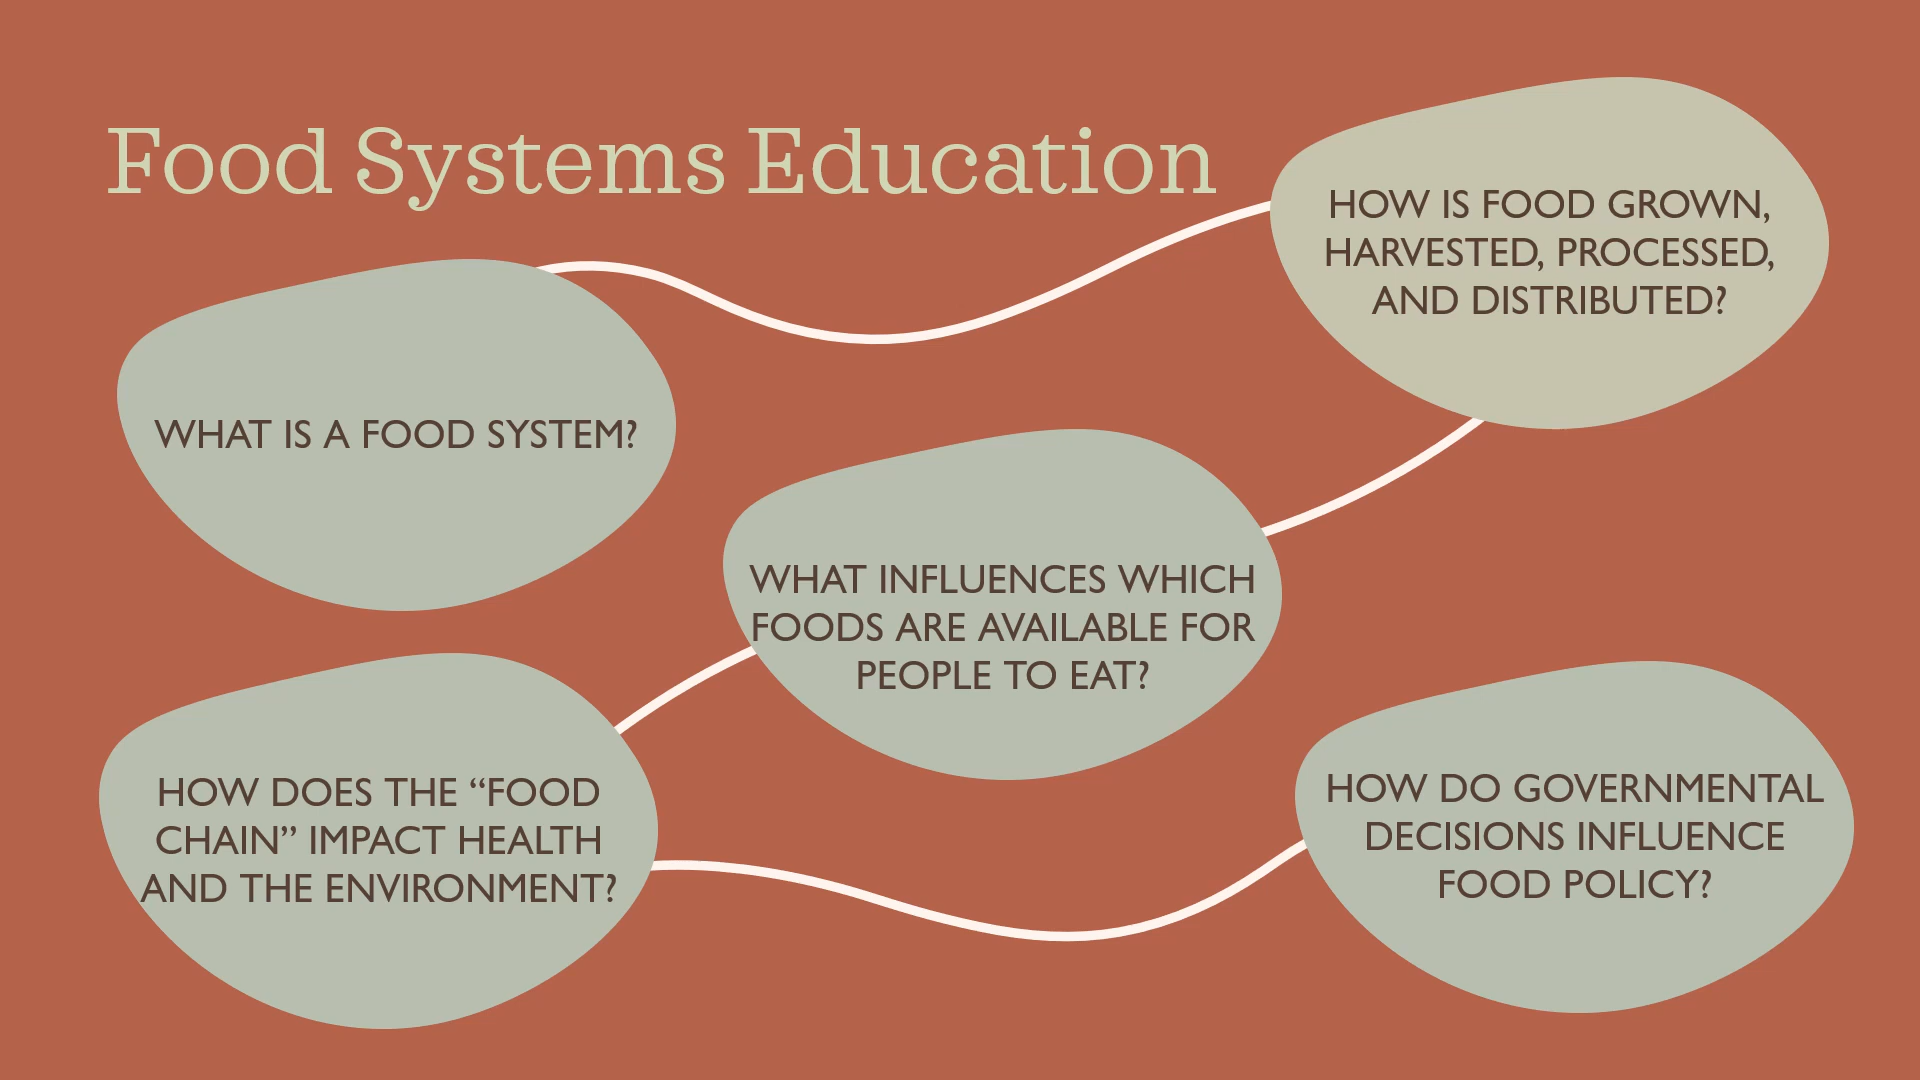 Food Systems Education
WHAT IS A FOOD SYSTEM?
HOW IS FOOD GROWN,
HARVESTED, PROCESSED,
AND DISTRIBUTED?
WHAT INFLUENCES WHICH
FOODS ARE AVAILABLE FOR
PEOPLE TO EAT?
HOW DOES THE “FOOD
CHAIN” IMPACT HEALTH
AND THE ENVIRONMENT?
HOW DO GOVERNMENTAL
DECISIONS INFLUENCE
FOOD POLICY?